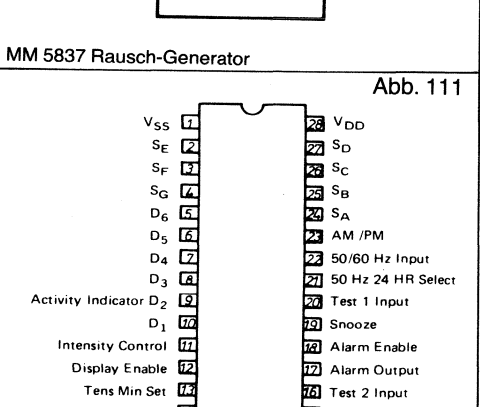 MM 5837 Rausch-Generator
Abb. 111
VSS 1 28 VDD
SE 2 27 SD
SF 3 26 SC
SG 4 25 SB
D6 5 24 SA
D5 6 23 AM /PM
D4 7 22 50/60 Hz Input
D3 8 21 50 Hz 24 HR Select
Activity Indicator D2 9 20 Test 1 Input
D1 10 19 Snooze
Intensity Control 11 18 Alarm Enable
Display Enable 12 17 Alarm Output
Tens Min Set 13 16 Test 2 Input